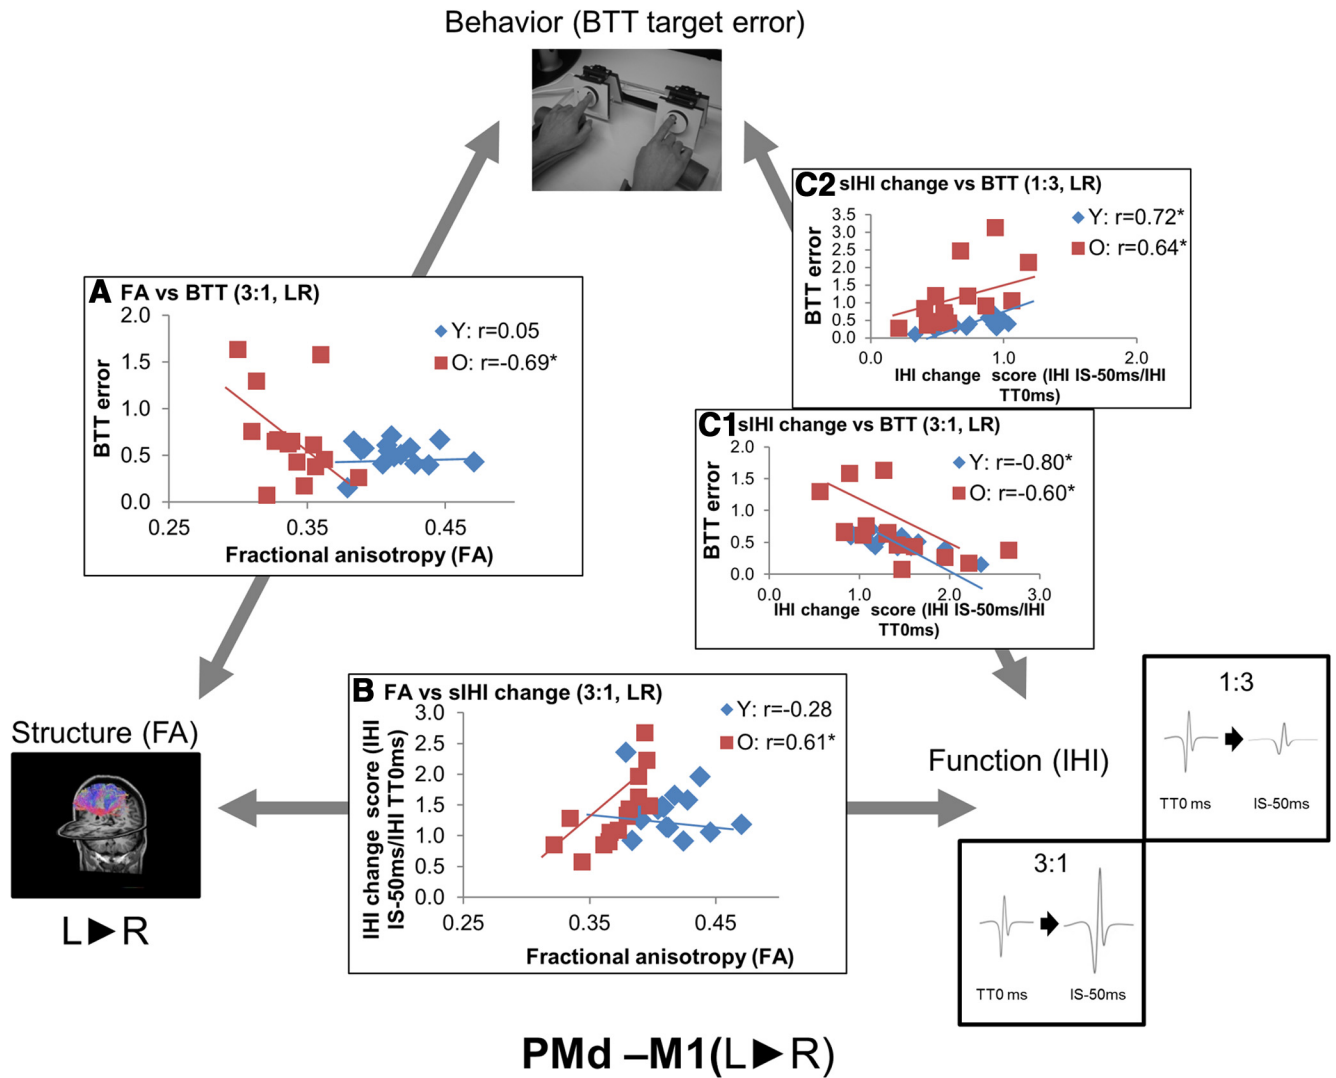 Behavior (BTT target error)
C2 sIHI change vs BTT (1:3, LR)
3.5
3.0
2.5
2.0
1.5
1.0
0.5
0.0
BTT error
Y: r=0.72*
O: r=0.64*
0.0 1.0 2.0
IHI change score (IHI IS-50ms/IHI
TT0ms)
A FA vs BTT (3:1, LR)
2.0
1.5
1.0
0.5
0.0
BTT error
Y: r=0.05
O: r=-0.69*
0.25 0.35 0.45
Fractional anisotropy (FA)
C1 sIHI change vs BTT (3:1, LR)
2.0
1.5
1.0
0.5
0.0
BTT error
Y: r=-0.80*
O: r=-0.60*
0.0 1.0 2.0 3.0
IHI change score (IHI IS-50ms/IHI
TT0ms)
B FA vs sIHI change (3:1, LR)
3.0
2.5
2.0
1.5
1.0
0.5
0.0
IHI change score (IHI
IS-50ms/IHI TT0ms)
Y: r=-0.28
O: r=0.61*
0.25 0.35 0.45
Fractional anisotropy (FA)
Structure (FA)
L►R
Function (IHI)
1:3
TT0 ms IS-50ms
3:1
TT0 ms IS-50ms
PMd –M1(L►R)